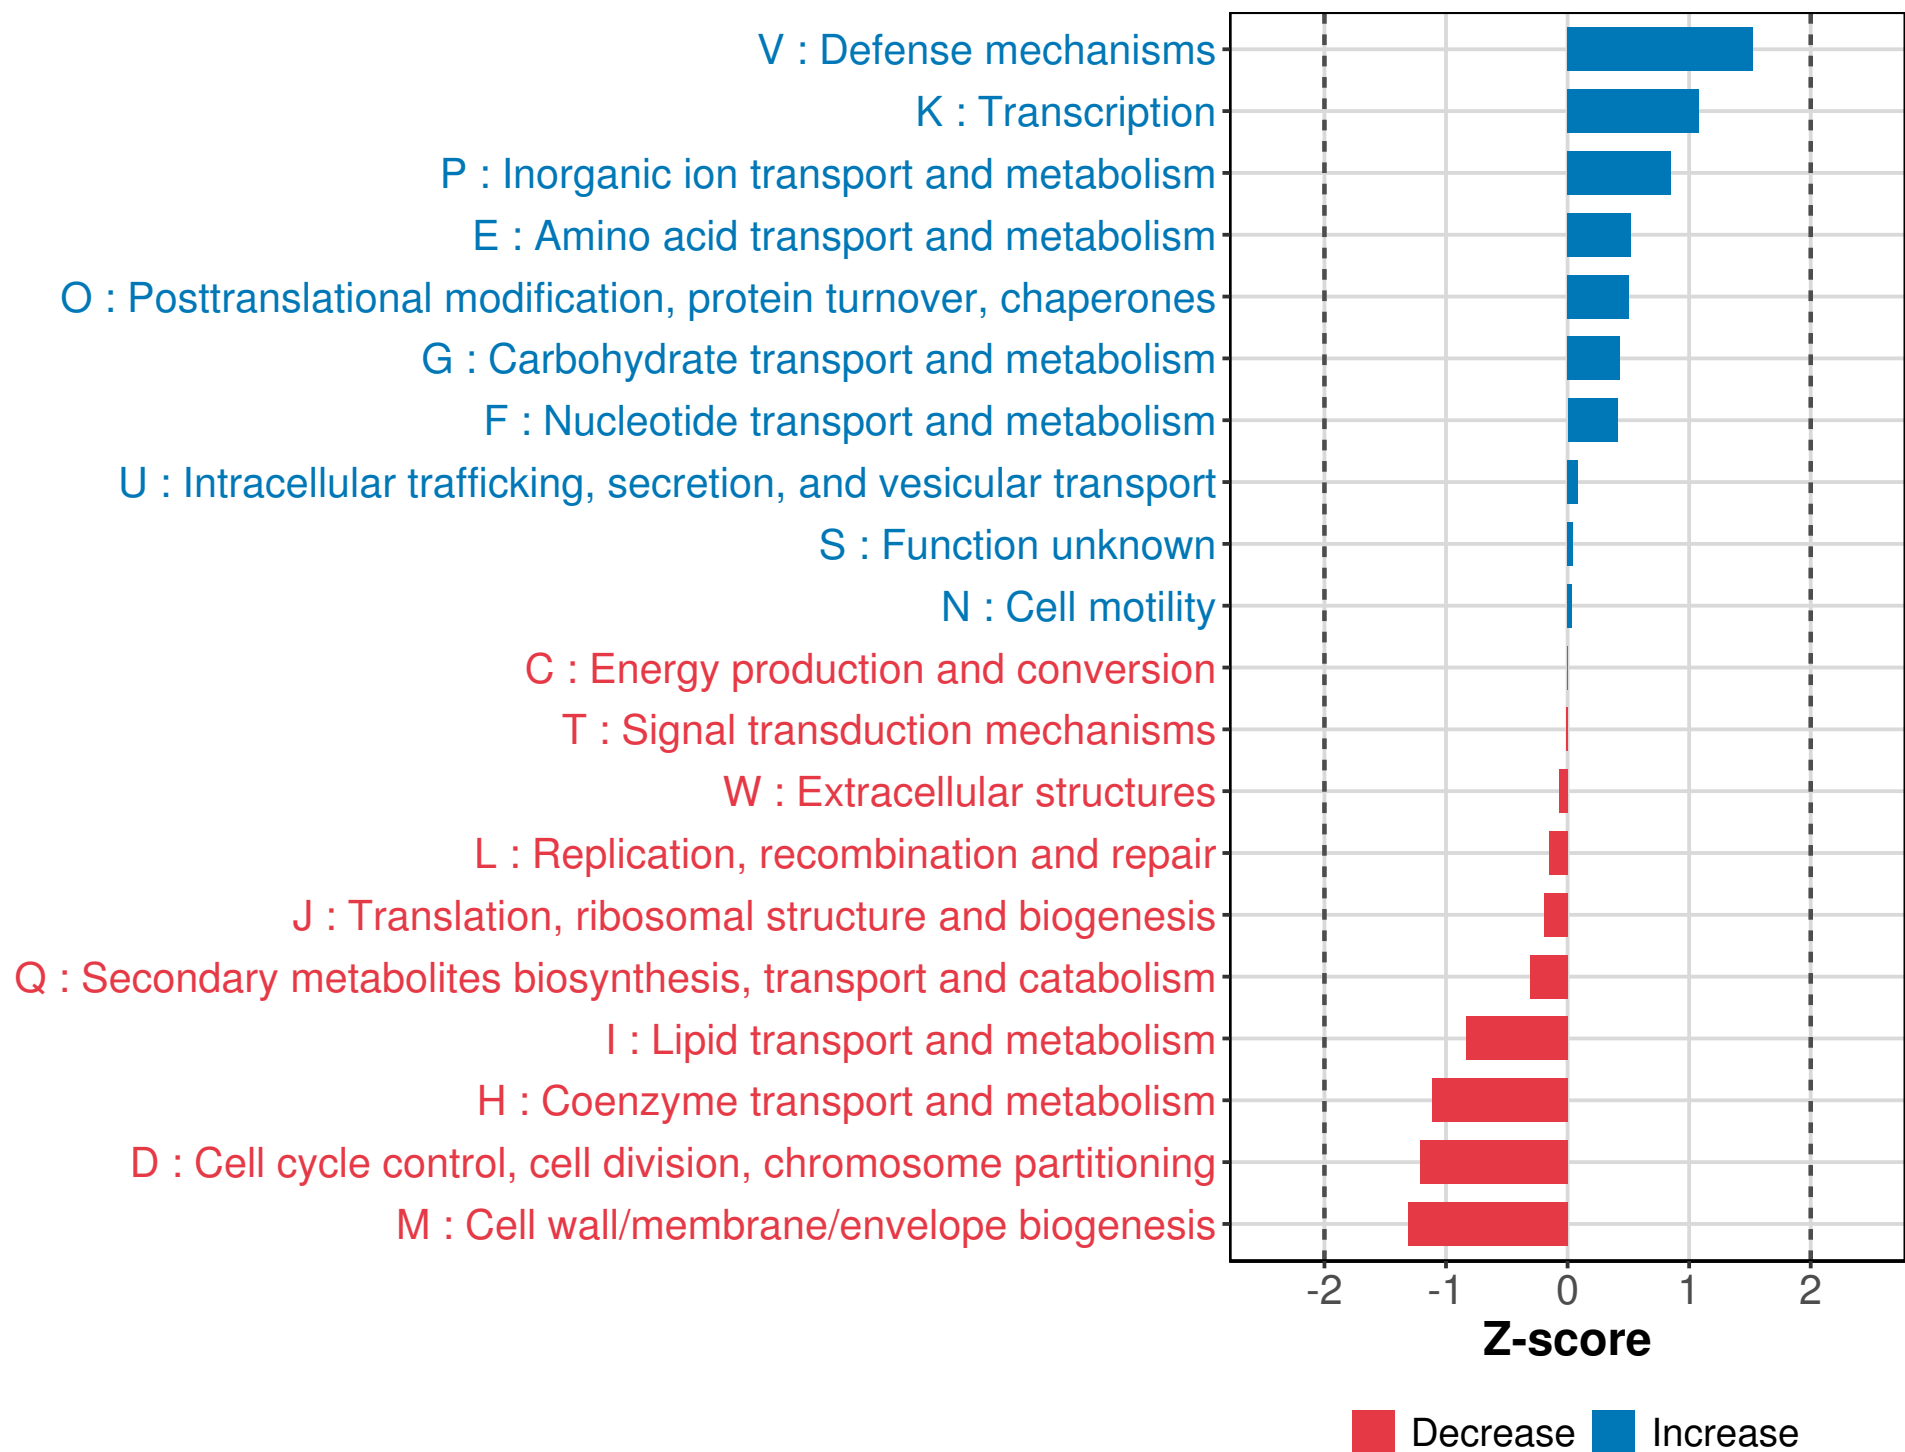 V : Defense mechanisms
K : Transcription
P : Inorganic ion transport and metabolism
E : Amino acid transport and metabolism
O : Posttranslational modification, protein turnover, chaperones
G : Carbohydrate transport and metabolism
F : Nucleotide transport and metabolism
U : Intracellular trafficking, secretion, and vesicular transport
S : Function unknown
N : Cell motility
C : Energy production and conversion
T : Signal transduction mechanisms
W : Extracellular structures
L : Replication, recombination and repair
J : Translation, ribosomal structure and biogenesis
Q : Secondary metabolites biosynthesis, transport and catabolism
I : Lipid transport and metabolism
H : Coenzyme transport and metabolism
D : Cell cycle control, cell division, chromosome partitioning
M : Cell wall/membrane/envelope biogenesis
-2 -1 0 1 2
Z-score
Decrease Increase